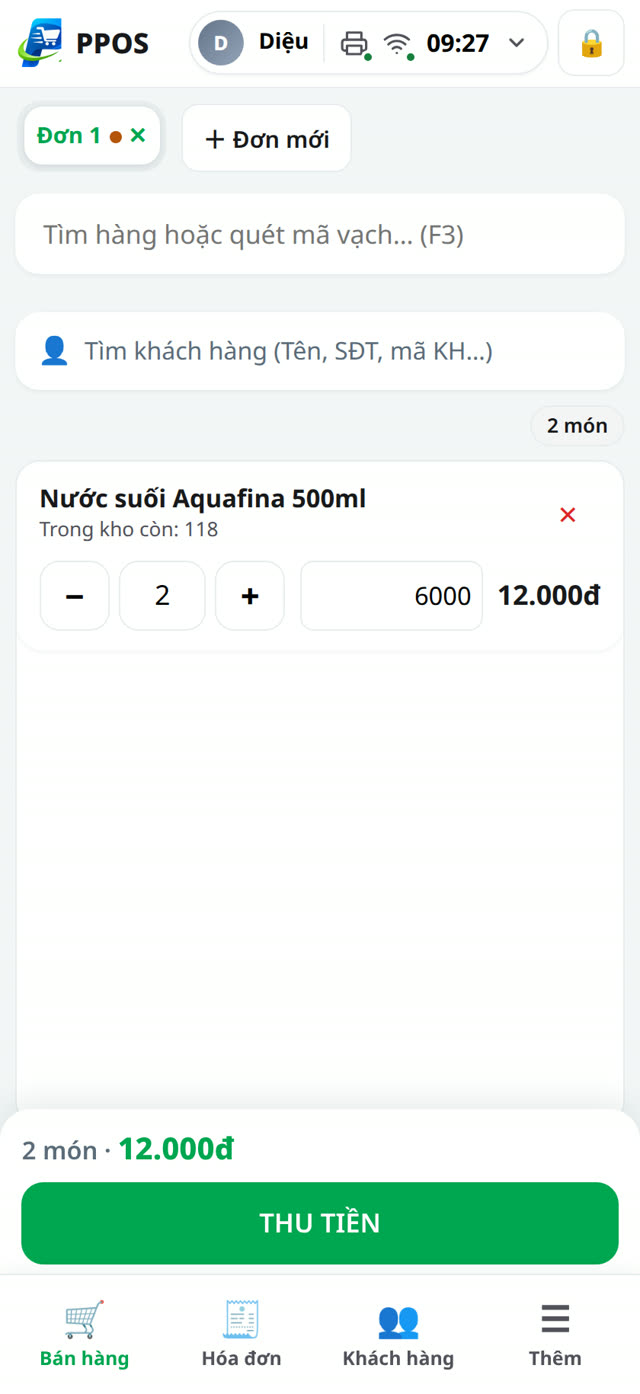 PPOS
D Diệu 09:27
Đơn 1 ✕
+ Đơn mới
Tìm hàng hoặc quét mã vạch... (F3)
Tìm khách hàng (Tên, SĐT, mã KH...)
2 món
Nước suối Aquafina 500ml
Trong kho còn: 118
− 2 + 6000 12.000đ
2 món · 12.000đ
THU TIỀN
Bán hàng Hóa đơn Khách hàng Thêm